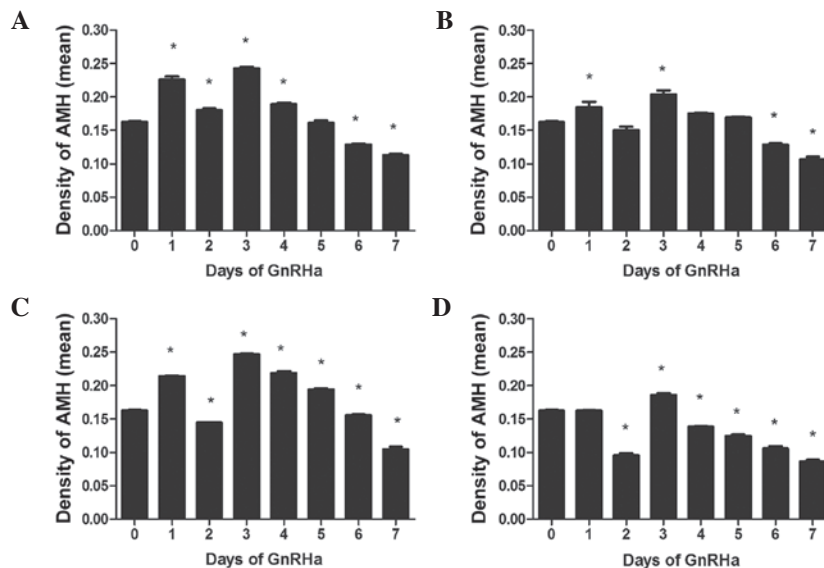 A
Density of AMH (mean)
0.30
0.25
0.20
0.15
0.10
0.05
0.00
* * * * * *
0 1 2 3 4 5 6 7
Days of GnRHa
B
Density of AMH (mean)
0.30
0.25
0.20
0.15
0.10
0.05
0.00
* * * *
0 1 2 3 4 5 6 7
Days of GnRHa
C
Density of AMH (mean)
0.30
0.25
0.20
0.15
0.10
0.05
0.00
* * * * * * *
0 1 2 3 4 5 6 7
Days of GnRHa
D
Density of AMH (mean)
0.30
0.25
0.20
0.15
0.10
0.05
0.00
* * * * * *
0 1 2 3 4 5 6 7
Days of GnRHa